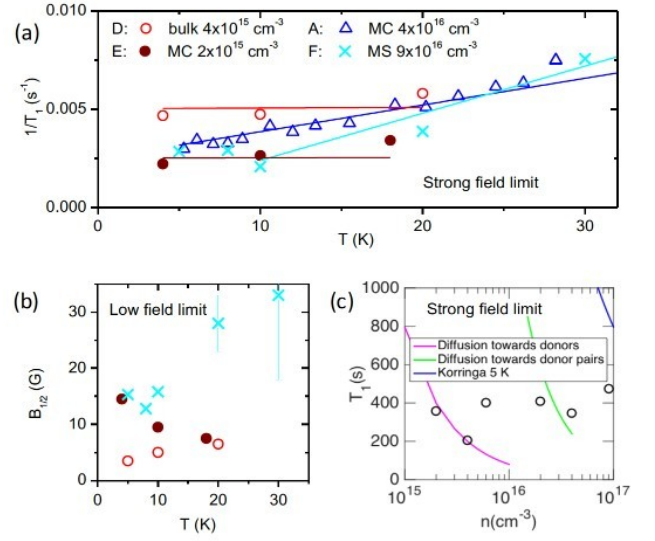 (a)
0.010
D: bulk 4x10¹⁵ cm⁻³ A: MC 4x10¹⁶ cm⁻³
E: MC 2x10¹⁵ cm⁻³ F: MS 9x10¹⁶ cm⁻³
1/T₁ (s⁻¹)
0.005
0.000
Strong field limit
0 10 20 30
T (K)
(b)
Low field limit
B₁/₂ (G)
30
20
10
0
0 5 10 15 20 25 30
T (K)
(c)
Strong field limit
T₁(s)
1000
800
600
400
200
0
Diffusion towards donors
Diffusion towards donor pairs
Korringa 5 K
10¹⁵ 10¹⁶ 10¹⁷
n(cm⁻³)